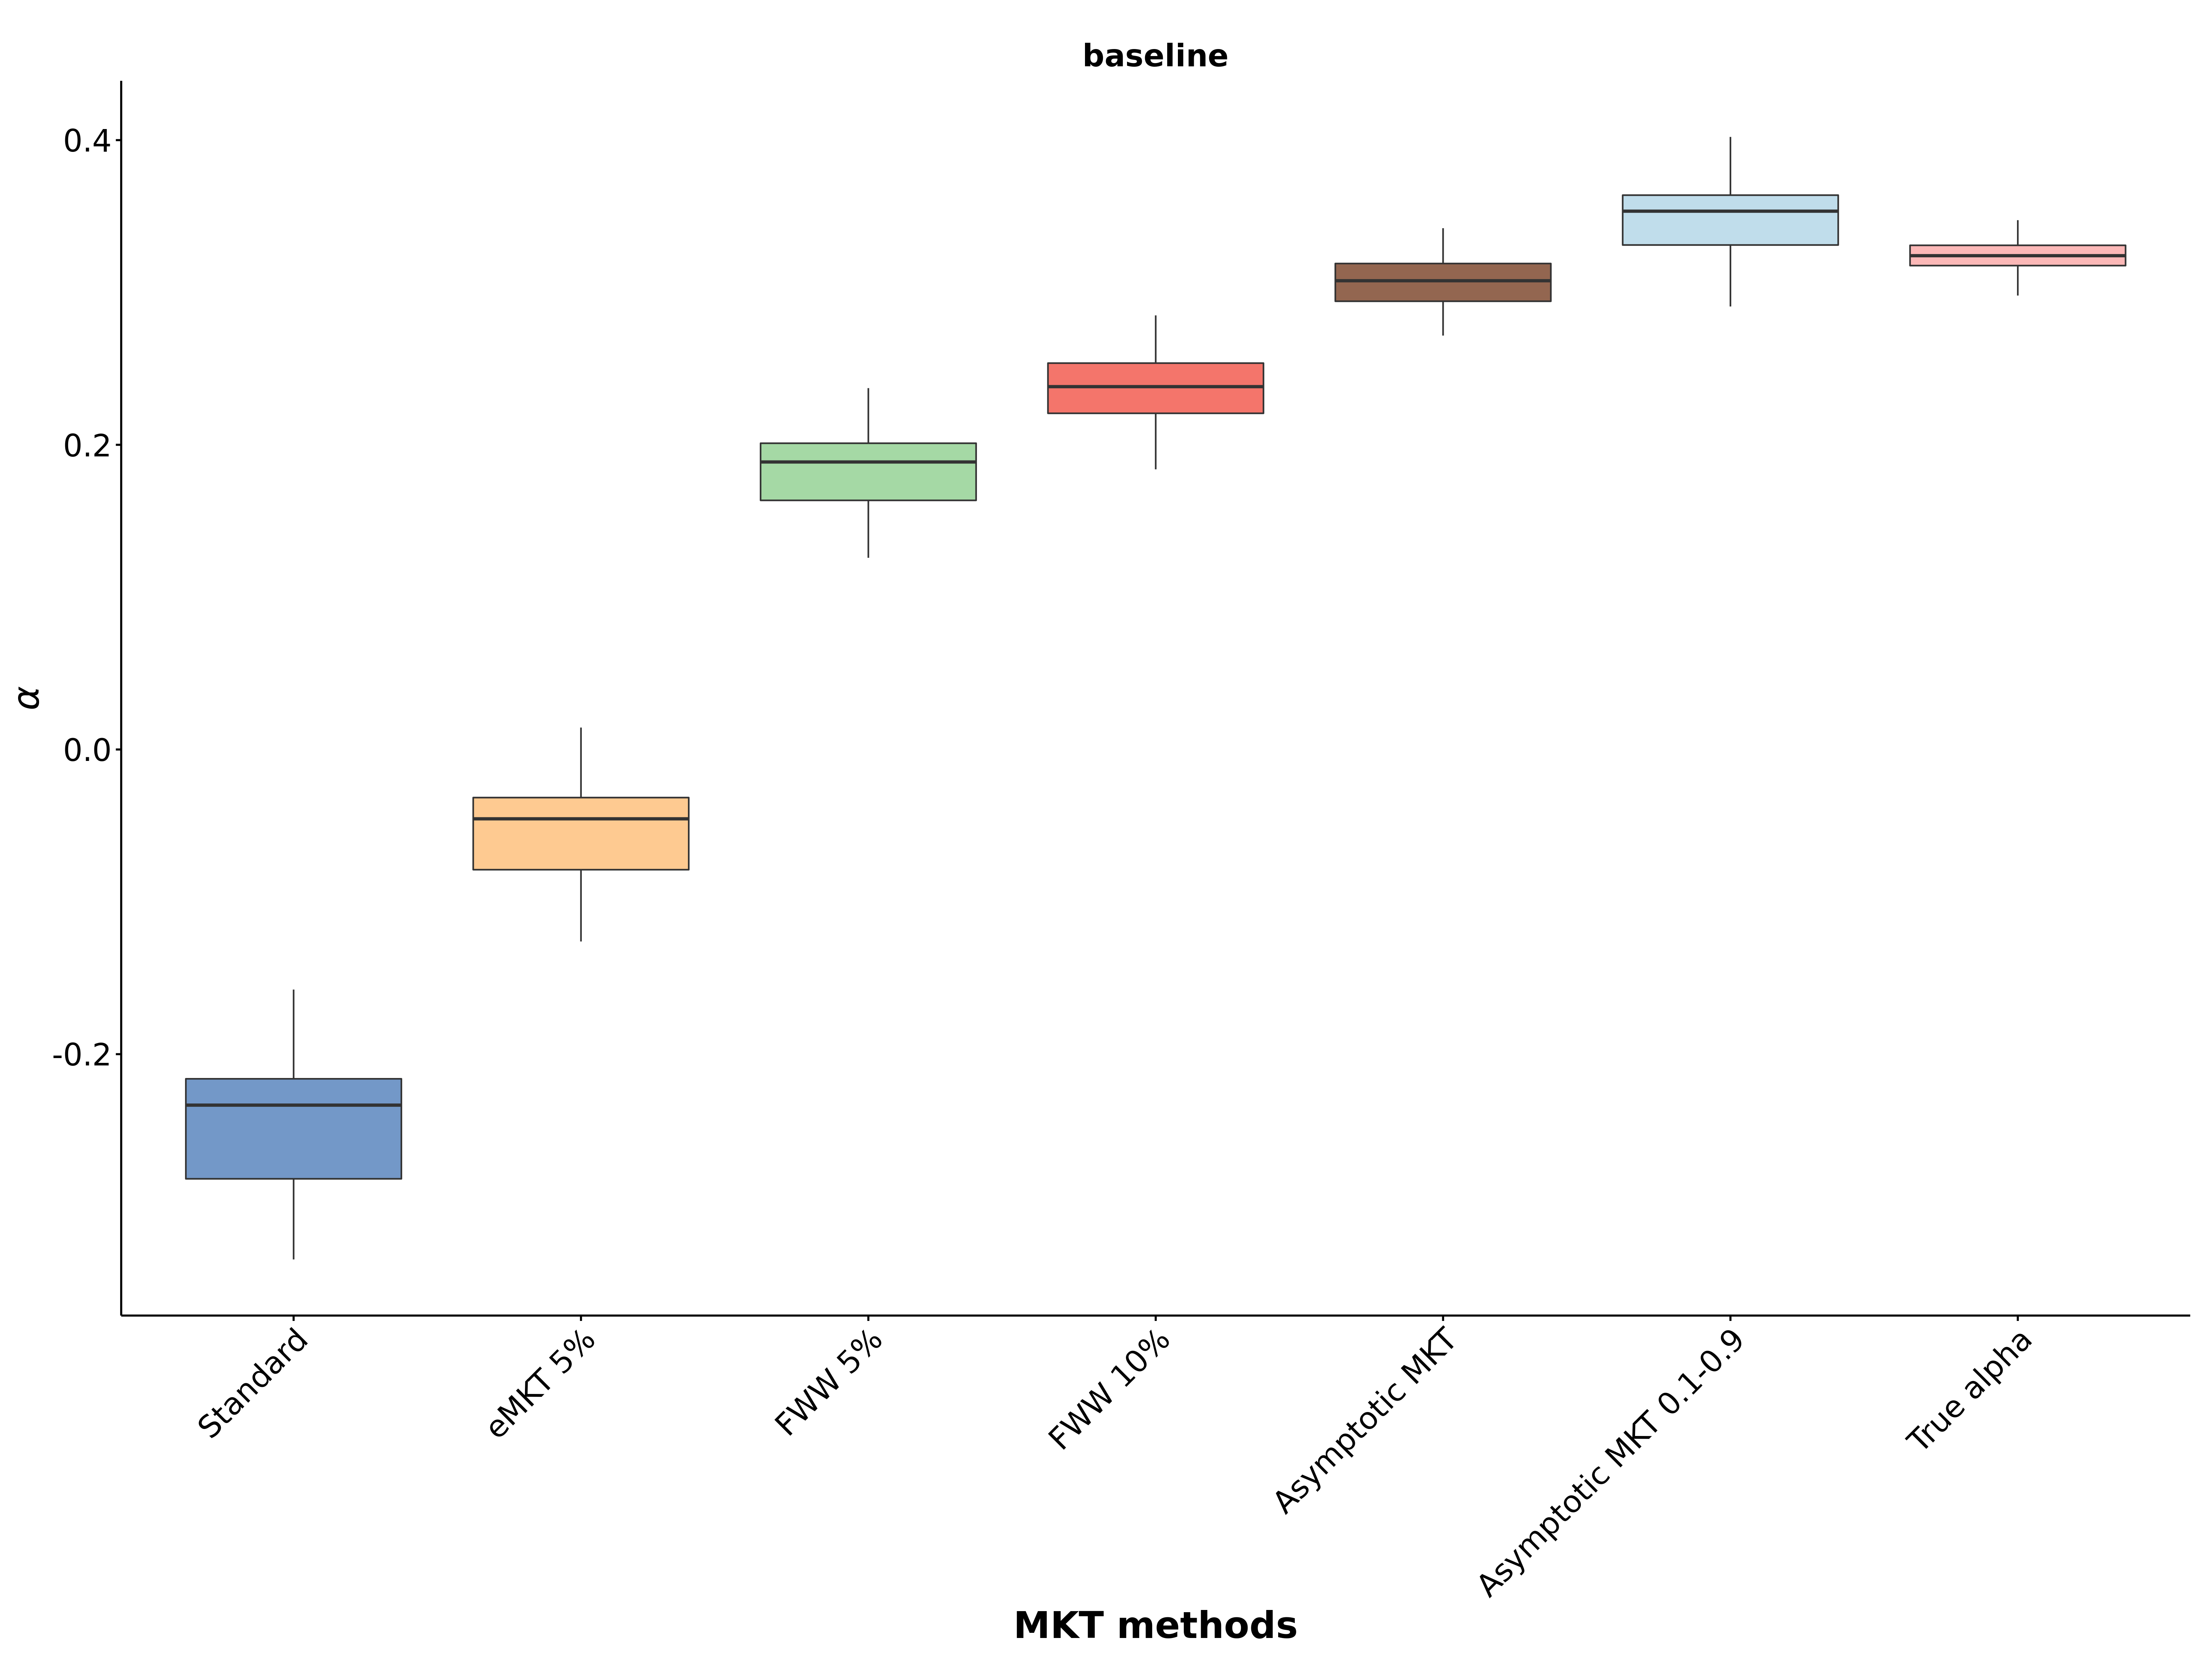 baseline
0.4
0.2
0.0
-0.2
α
Standard
eMKT 5%
FWW 5%
FWW 10%
Asymptotic MKT
Asymptotic MKT 0.1-0.9
True alpha
MKT methods